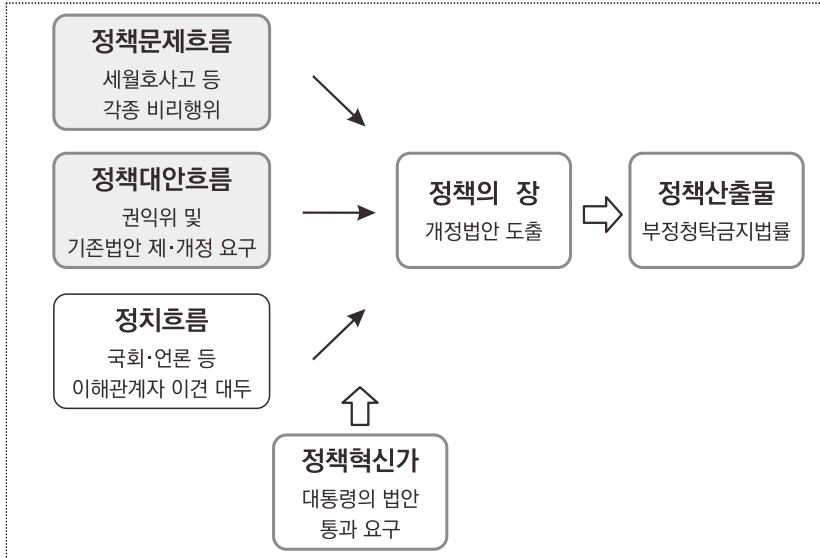 정책문제흐름
세월호사고 등
각종 비리행위
정책대안흐름
권익위 및
기존법안 제·개정 요구
정치흐름
국회·언론 등
이해관계자 이견 대두
정책의 장
개정법안 도출
정책산출물
부정청탁금지법률
정책혁신가
대통령의 법안
통과 요구